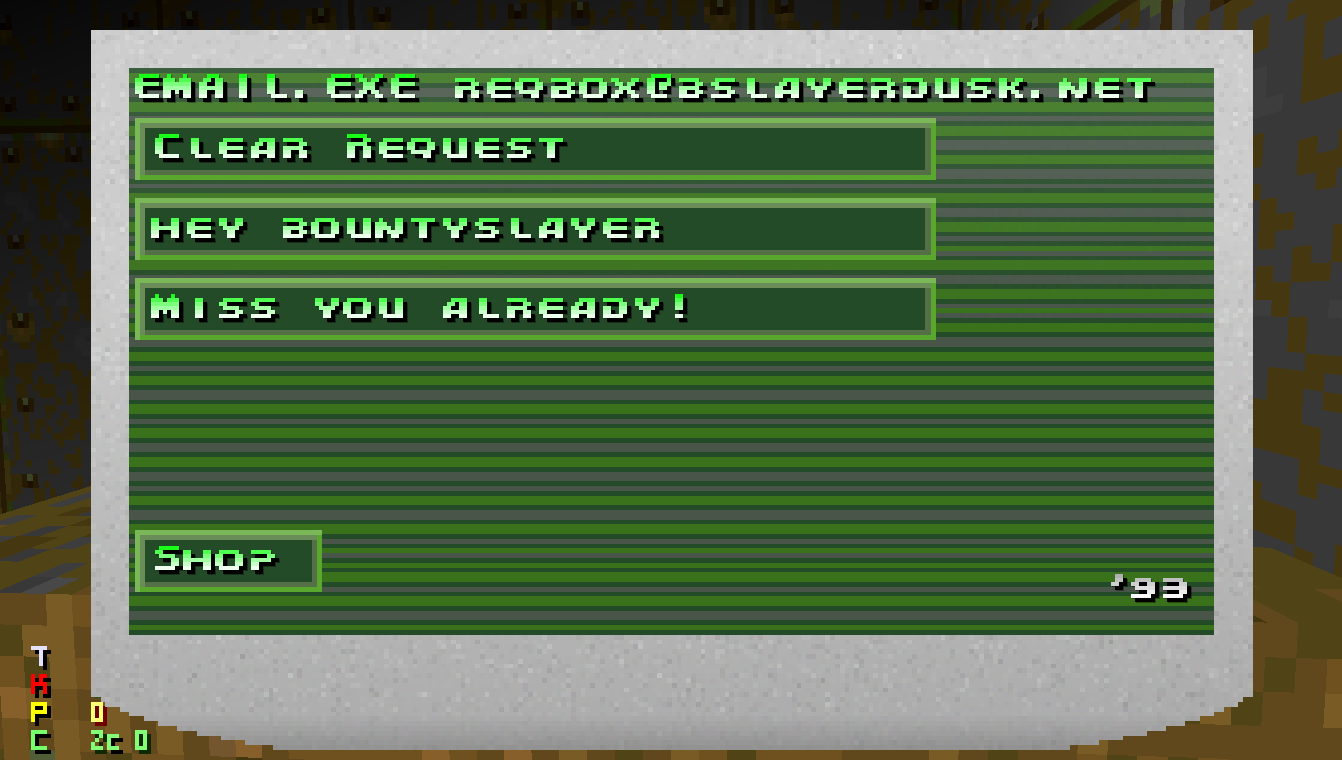 EMAIL.EXE REQBOX@BSLAYERDUSK.NET
CLEAR REQUEST
HEY BOUNTYSLAYER
MISS YOU ALREADY!
SHOP
'93
T
K
P 0
C 2c 0